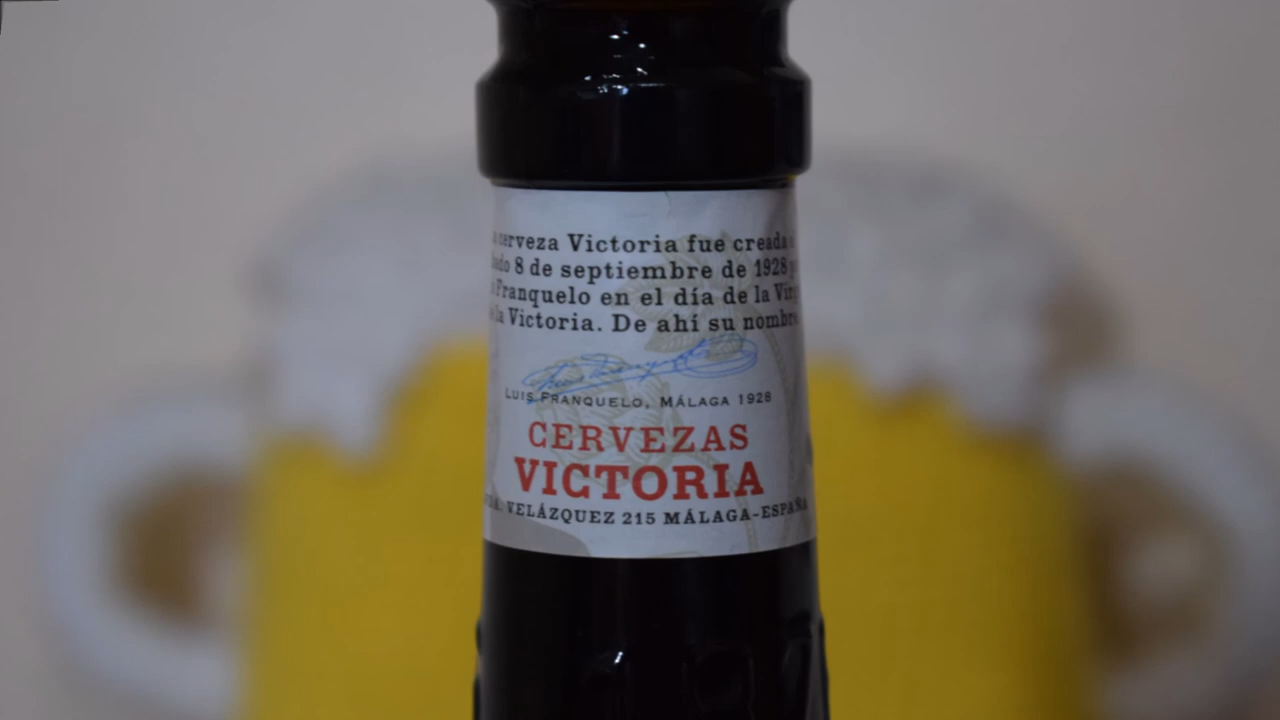 cerveza Victoria fue creada
8 de septiembre de 1928
Franquelo en el día de la
la Victoria. De ahí su nombre
LUIS FRANQUELO, MÁLAGA 1928
CERVEZAS
VICTORIA
VELÁZQUEZ 215 MÁLAGA-ESPAÑA